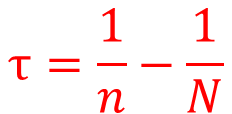 τ = 1/n − 1/N